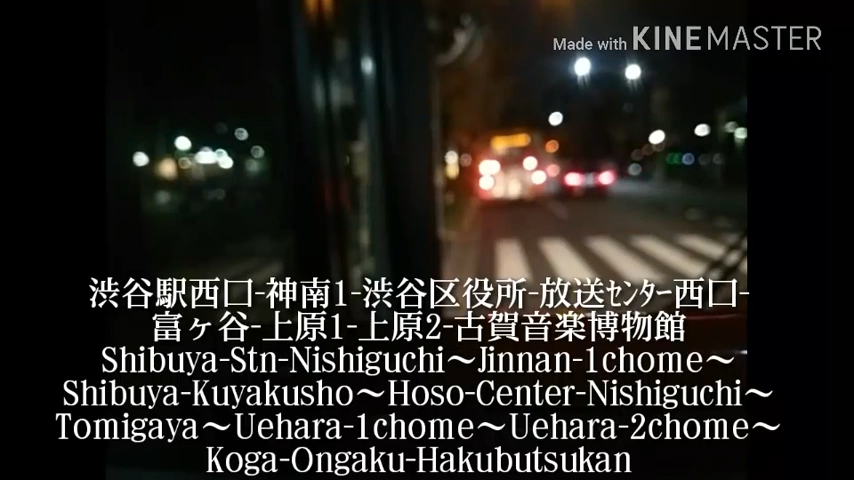 Made with KINEMASTER
渋谷駅西口-神南1-渋谷区役所-放送ｾﾝﾀｰ西口-
富ヶ谷-上原1-上原2-古賀音楽博物館
Shibuya-Stn-Nishiguchi～Jinnan-1chome～
Shibuya-Kuyakusho～Hoso-Center-Nishiguchi～
Tomigaya～Uehara-1chome～Uehara-2chome～
Koga-Ongaku-Hakubutsukan